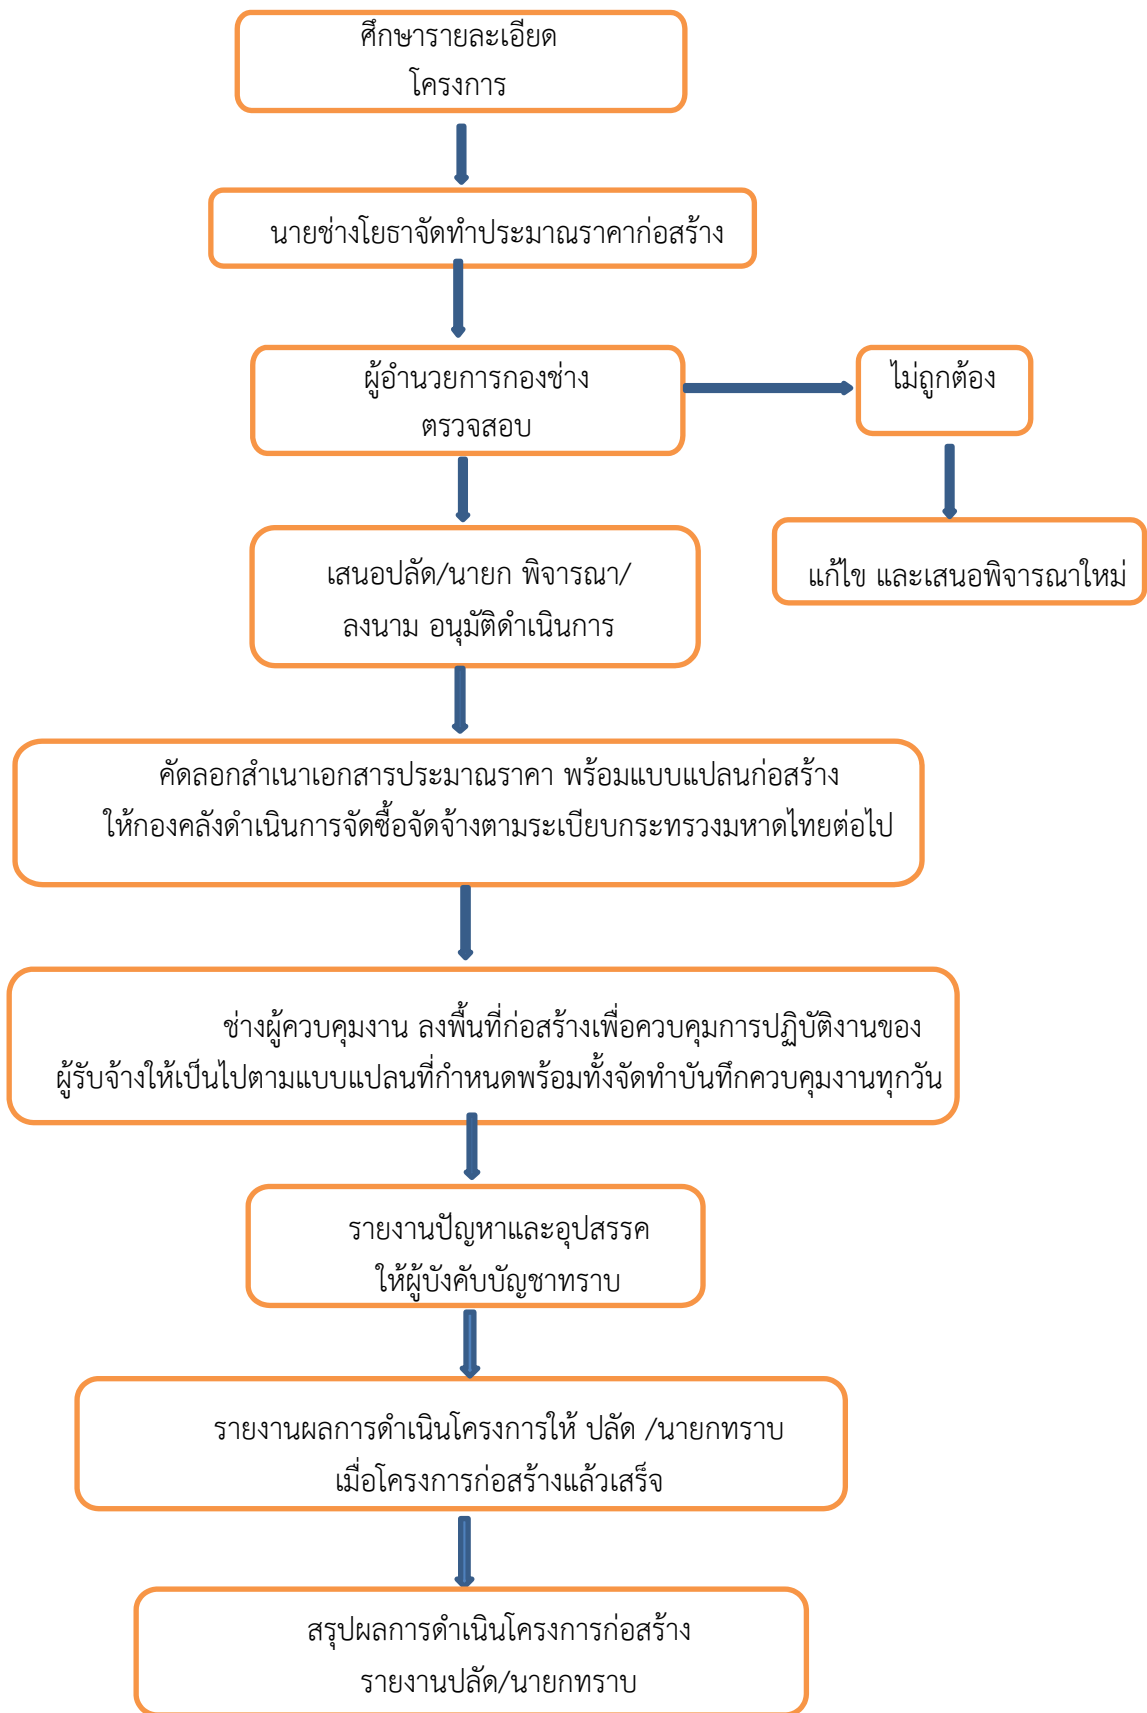 ศึกษารายละเอียด
โครงการ
นายช่างโยธาจัดทำประมาณราคาก่อสร้าง
ผู้อำนวยการกองช่าง
ตรวจสอบ
ไม่ถูกต้อง
แก้ไข และเสนอพิจารณาใหม่
เสนอปลัด/นายก พิจารณา/
ลงนาม อนุมัติดำเนินการ
คัดลอกสำเนาเอกสารประมาณราคา พร้อมแบบแปลนก่อสร้าง
ให้กองคลังดำเนินการจัดซื้อจัดจ้างตามระเบียบกระทรวงมหาดไทยต่อไป
ช่างผู้ควบคุมงาน ลงพื้นที่ก่อสร้างเพื่อควบคุมการปฏิบัติงานของ
ผู้รับจ้างให้เป็นไปตามแบบแปลนที่กำหนดพร้อมทั้งจัดทำบันทึกควบคุมงานทุกวัน
รายงานปัญหาและอุปสรรค
ให้ผู้บังคับบัญชาทราบ
รายงานผลการดำเนินโครงการให้ ปลัด /นายกทราบ
เมื่อโครงการก่อสร้างแล้วเสร็จ
สรุปผลการดำเนินโครงการก่อสร้าง
รายงานปลัด/นายกทราบ